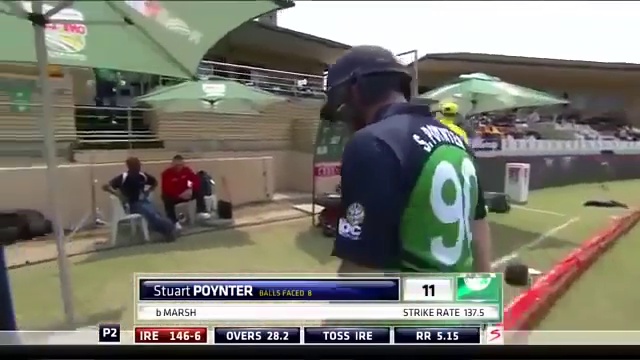 S. POYNTER
90
Stuart POYNTER BALLS FACED 8 11
b MARSH STRIKE RATE 137.5
P2 IRE 146-6 OVERS 28.2 TOSS IRE RR 5.15